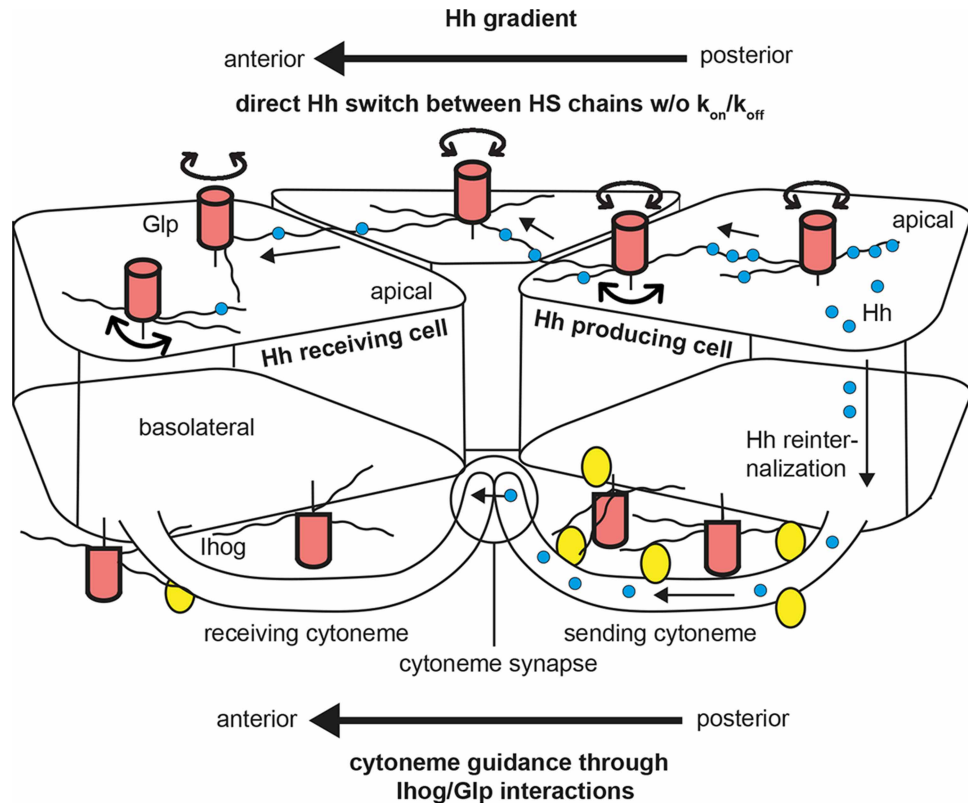 Hh gradient
anterior
posterior
direct Hh switch between HS chains w/o kon/koff
Glp
apical
apical
Hh
Hh receiving cell
Hh producing cell
basolateral
Hh reinter-
nalization
Ihog
receiving cytoneme
sending cytoneme
cytoneme synapse
anterior
posterior
cytoneme guidance through
Ihog/Glp interactions